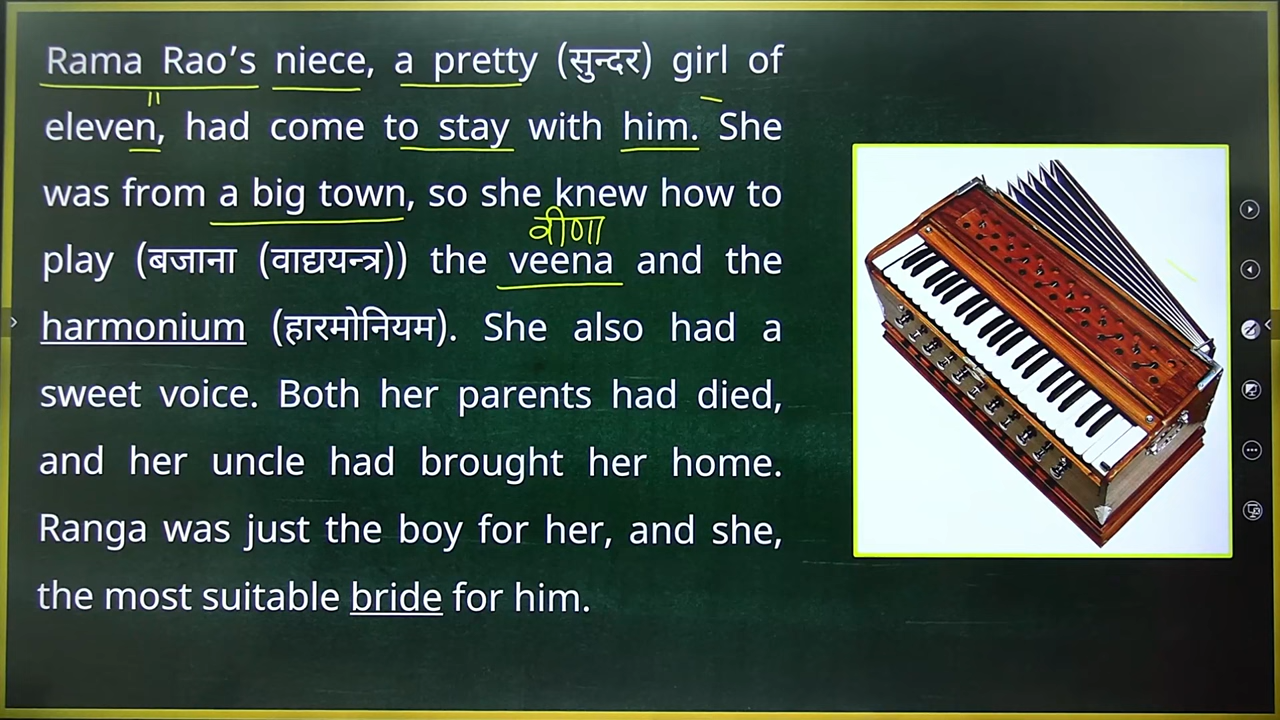 Rama Rao’s niece, a pretty (सुन्दर) girl of
11
eleven, had come to stay with him. She
was from a big town, so she knew how to
वीणा
play (बजाना (वाद्ययन्त्र)) the veena and the
harmonium (हारमोनियम). She also had a
sweet voice. Both her parents had died,
and her uncle had brought her home.
Ranga was just the boy for her, and she,
the most suitable bride for him.